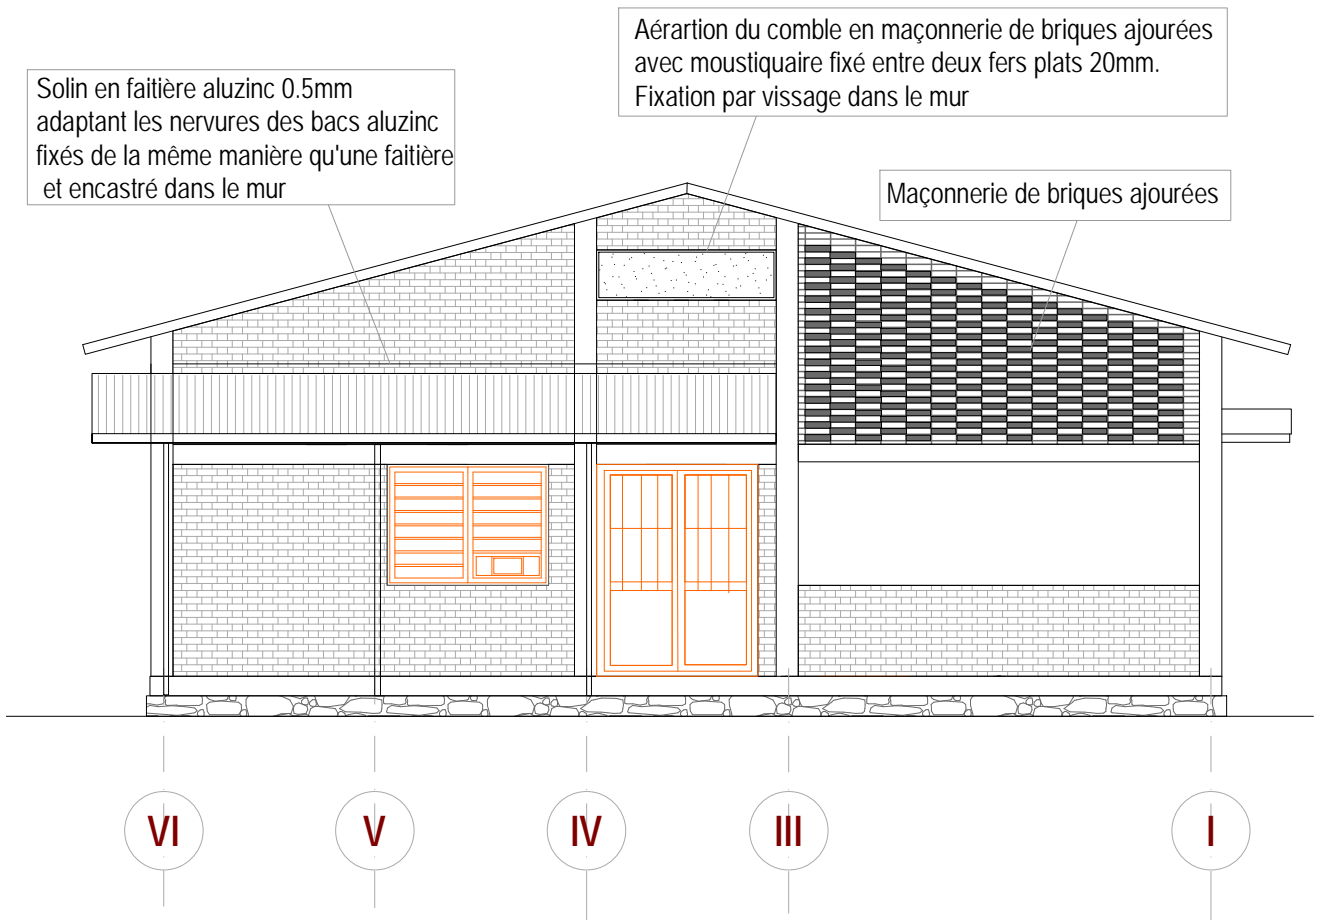 Aérartion du comble en maçonnerie de briques ajourées
avec moustiquaire fixé entre deux fers plats 20mm.
Fixation par vissage dans le mur
Solin en faitière aluzinc 0.5mm
adaptant les nervures des bacs aluzinc
fixés de la même manière qu'une faitière
et encastré dans le mur
Maçonnerie de briques ajourées
VI
V
IV
III
I